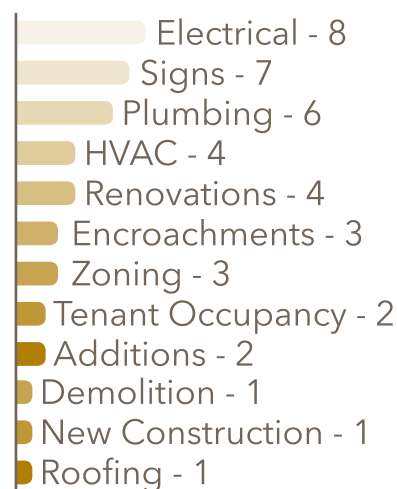 Electrical - 8
Signs - 7
Plumbing - 6
HVAC - 4
Renovations - 4
Encroachments - 3
Zoning - 3
Tenant Occupancy - 2
Additions - 2
Demolition - 1
New Construction - 1
Roofing - 1